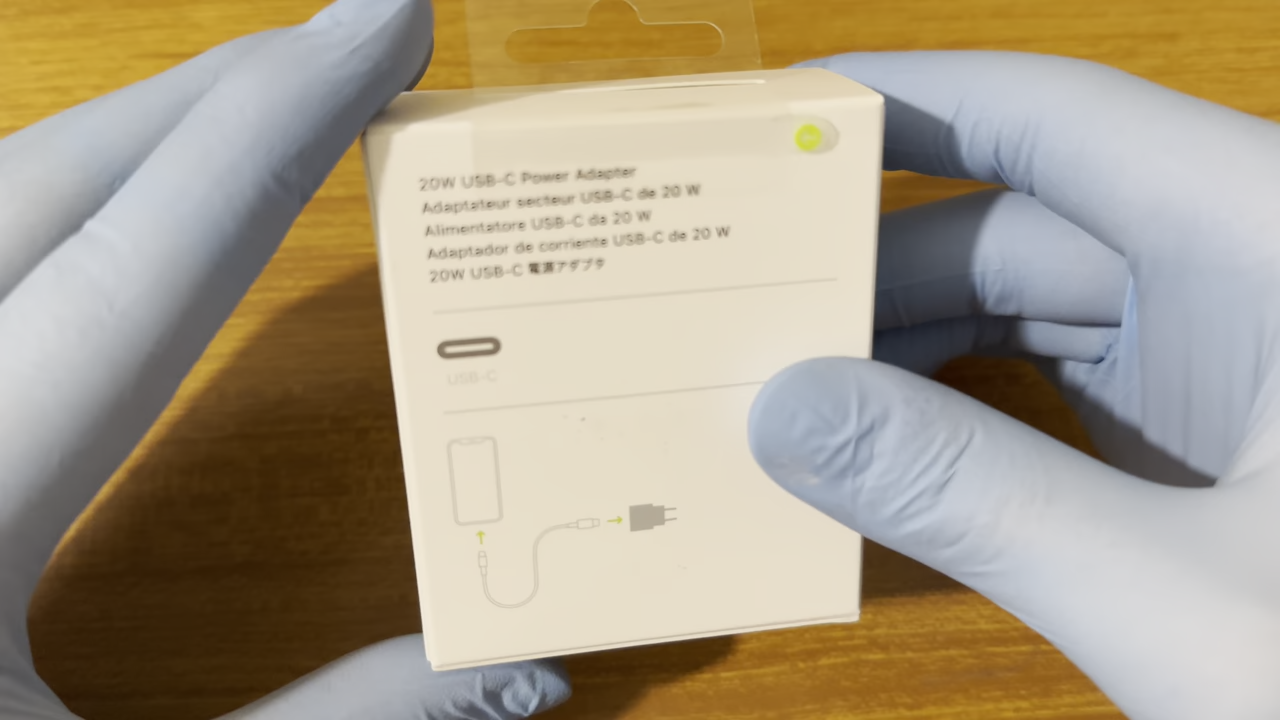 20W USB-C Power Adapter
Adaptateur secteur USB-C de 20 W
Alimentatore USB-C da 20 W
Adaptador de corriente USB-C de 20 W
20W USB-C 電源アダプタ
USB-C